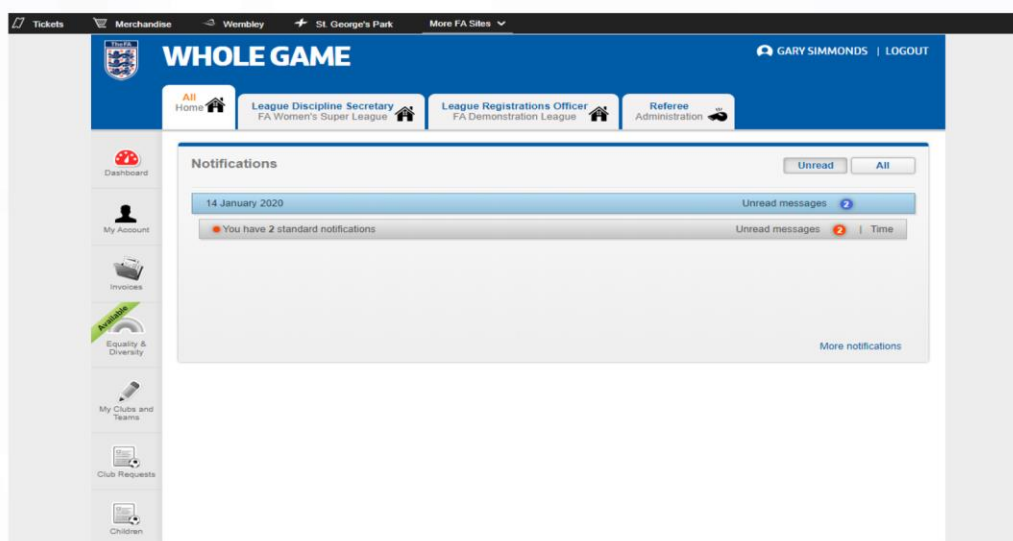 Tickets Merchandise Wembley St. George's Park More FA Sites
The FA
WHOLE GAME
GARY SIMMONDS | LOGOUT
All
Home
League Discipline Secretary
FA Women's Super League
League Registrations Officer
FA Demonstration League
Referee
Administration
Dashboard
My Account
Invoices
Available
Equality &
Diversity
My Clubs and
Teams
Club Requests
Children
Notifications
Unread All
14 January 2020 Unread messages 2
You have 2 standard notifications Unread messages 2 | Time
More notifications